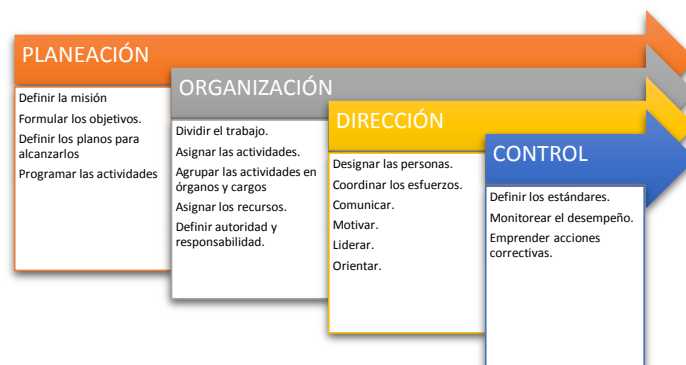 PLANEACIÓN
Definir la misión
Formular los objetivos.
Definir los planos para
alcanzarlos
Programar las actividades
ORGANIZACIÓN
Dividir el trabajo.
Asignar las actividades.
Agrupar las actividades en
órganos y cargos
Asignar los recursos.
Definir autoridad y
responsabilidad.
DIRECCIÓN
Designar las personas.
Coordinar los esfuerzos.
Comunicar.
Motivar.
Liderar.
Orientar.
CONTROL
Definir los estándares.
Monitorear el desempeño.
Emprender acciones
correctivas.